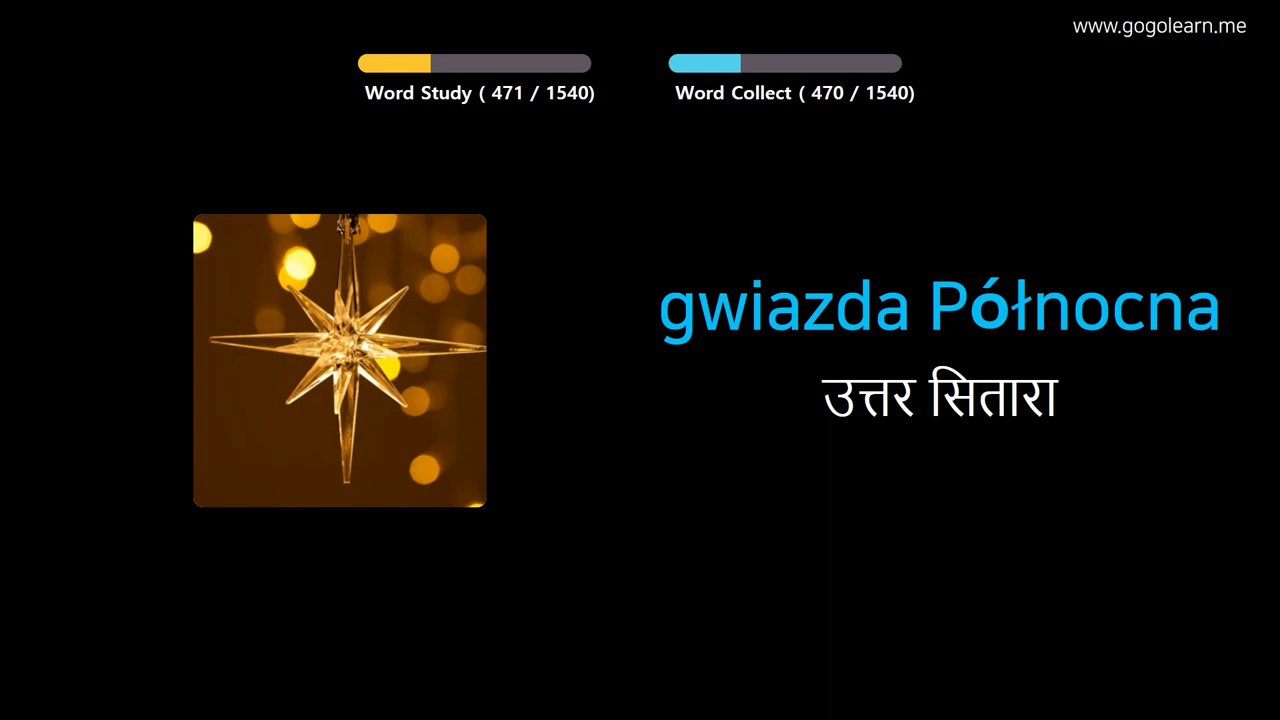 www.gogolearn.me
Word Study ( 471 / 1540)
Word Collect ( 470 / 1540)
gwiazda Północna
उत्तर सितारा